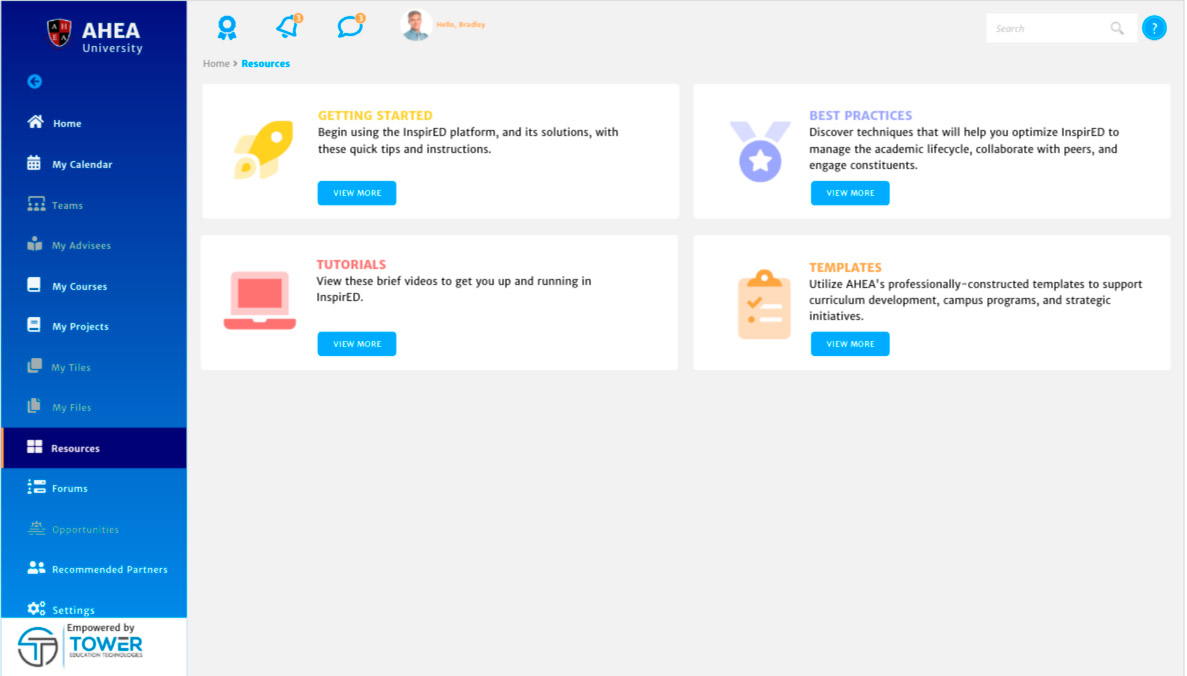 AHEA
University
A H
E A
Home
My Calendar
Teams
My Advisees
My Courses
My Projects
My Tiles
My Files
Resources
Forums
Opportunities
Recommended Partners
Settings
Empowered by
TOWER
EDUCATION TECHNOLOGIES
3
3
Hello, Bradley
Search
?
Home > Resources
GETTING STARTED
Begin using the InspirED platform, and its solutions, with
these quick tips and instructions.
VIEW MORE
BEST PRACTICES
Discover techniques that will help you optimize InspirED to
manage the academic lifecycle, collaborate with peers, and
engage constituents.
VIEW MORE
TUTORIALS
View these brief videos to get you up and running in
InspirED.
VIEW MORE
TEMPLATES
Utilize AHEA's professionally-constructed templates to support
curriculum development, campus programs, and strategic
initiatives.
VIEW MORE